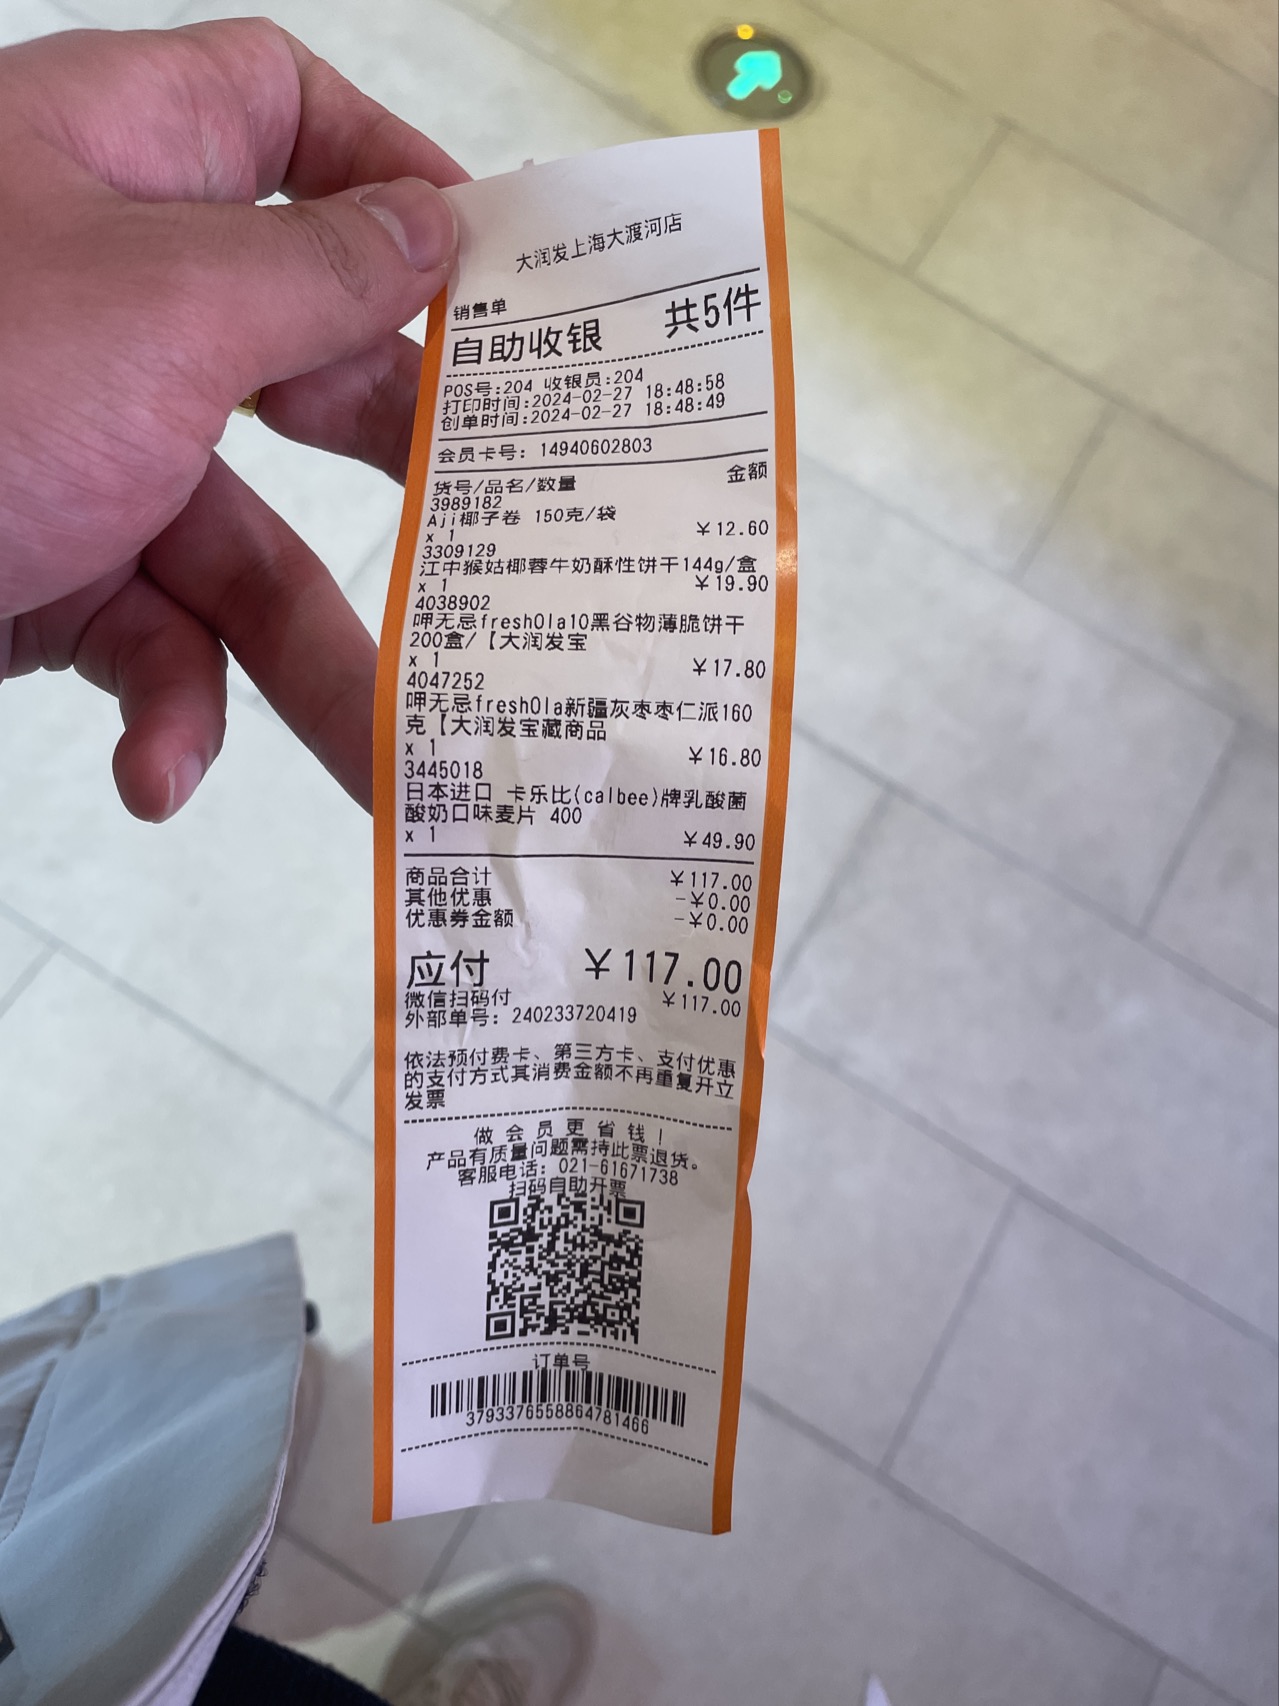 大润发上海大渡河店
销售单
自助收银 共5件
POS号:204 收银员:204
打印时间:2024-02-27 18:48:58
创单时间:2024-02-27 18:48:49
会员卡号: 14940602803
货号/品名/数量 金额
3989182
Aji椰子卷 150克/袋
x 1 ￥12.60
3309129
江中猴姑椰蓉牛奶酥性饼干144g/盒
x 1 ￥19.90
4038902
呷无忌freshOla10黑谷物薄脆饼干
200盒/【大润发宝
x 1 ￥17.80
4047252
呷无忌freshOla新疆灰枣枣仁派160
克【大润发宝藏商品
x 1 ￥16.80
3445018
日本进口 卡乐比(calbee)牌乳酸菌
酸奶口味麦片 400
x 1 ￥49.90
商品合计 ￥117.00
其他优惠 -￥0.00
优惠券金额 -￥0.00
应付 ￥117.00
微信扫码付 ￥117.00
外部单号: 240233720419
依法预付费卡、第三方卡、支付优惠
的支付方式其消费金额不再重复开立
发票
做会员更省钱!
产品有质量问题需持此票退货。
客服电话: 021-61671738
扫码自助开票
订单号
3793376558864781466